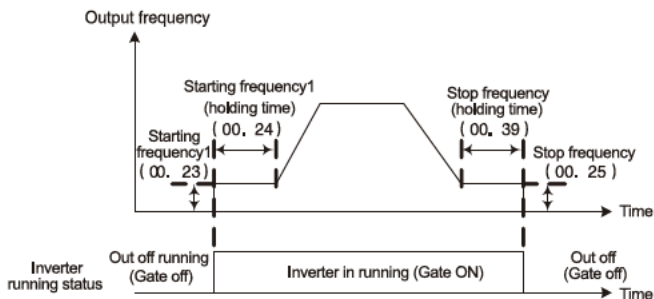 Output frequency
Starting frequency1
(holding time)
(00. 24)
Stop frequency
(holding time)
(00. 39)
Starting
frequency1
(00. 23)
Stop frequency
(00. 25)
Time
Inverter
running status
Out off running
(Gate off)
Inverter in running (Gate ON)
Out off
(Gate off)
Time